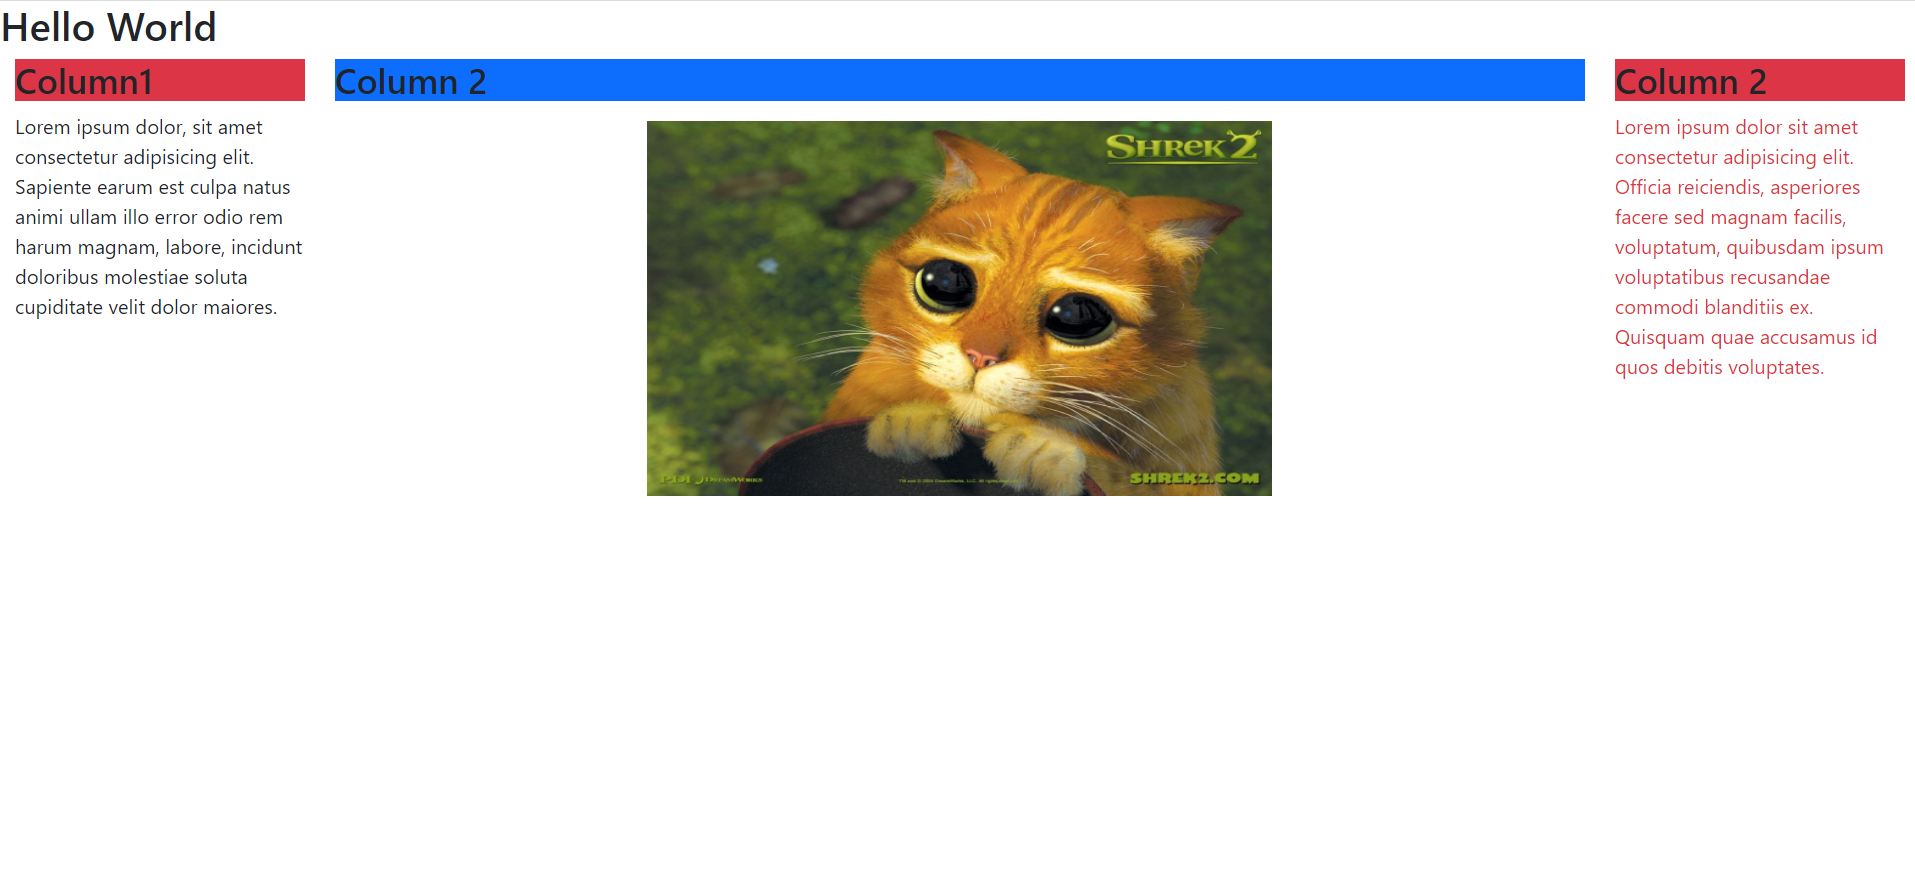 Hello World
Column1
Lorem ipsum dolor, sit amet
consectetur adipisicing elit.
Sapiente earum est culpa natus
animi ullam illo error odio rem
harum magnam, labore, incidunt
doloribus molestiae soluta
cupiditate velit dolor maiores.
Column 2
SHREK 2
PDI DREAMWORKS
SHREK2.COM
Column 2
Lorem ipsum dolor sit amet
consectetur adipisicing elit.
Officia reiciendis, asperiores
facere sed magnam facilis,
voluptatum, quibusdam ipsum
voluptatibus recusandae
commodi blanditiis ex.
Quisquam quae accusamus id
quos debitis voluptates.